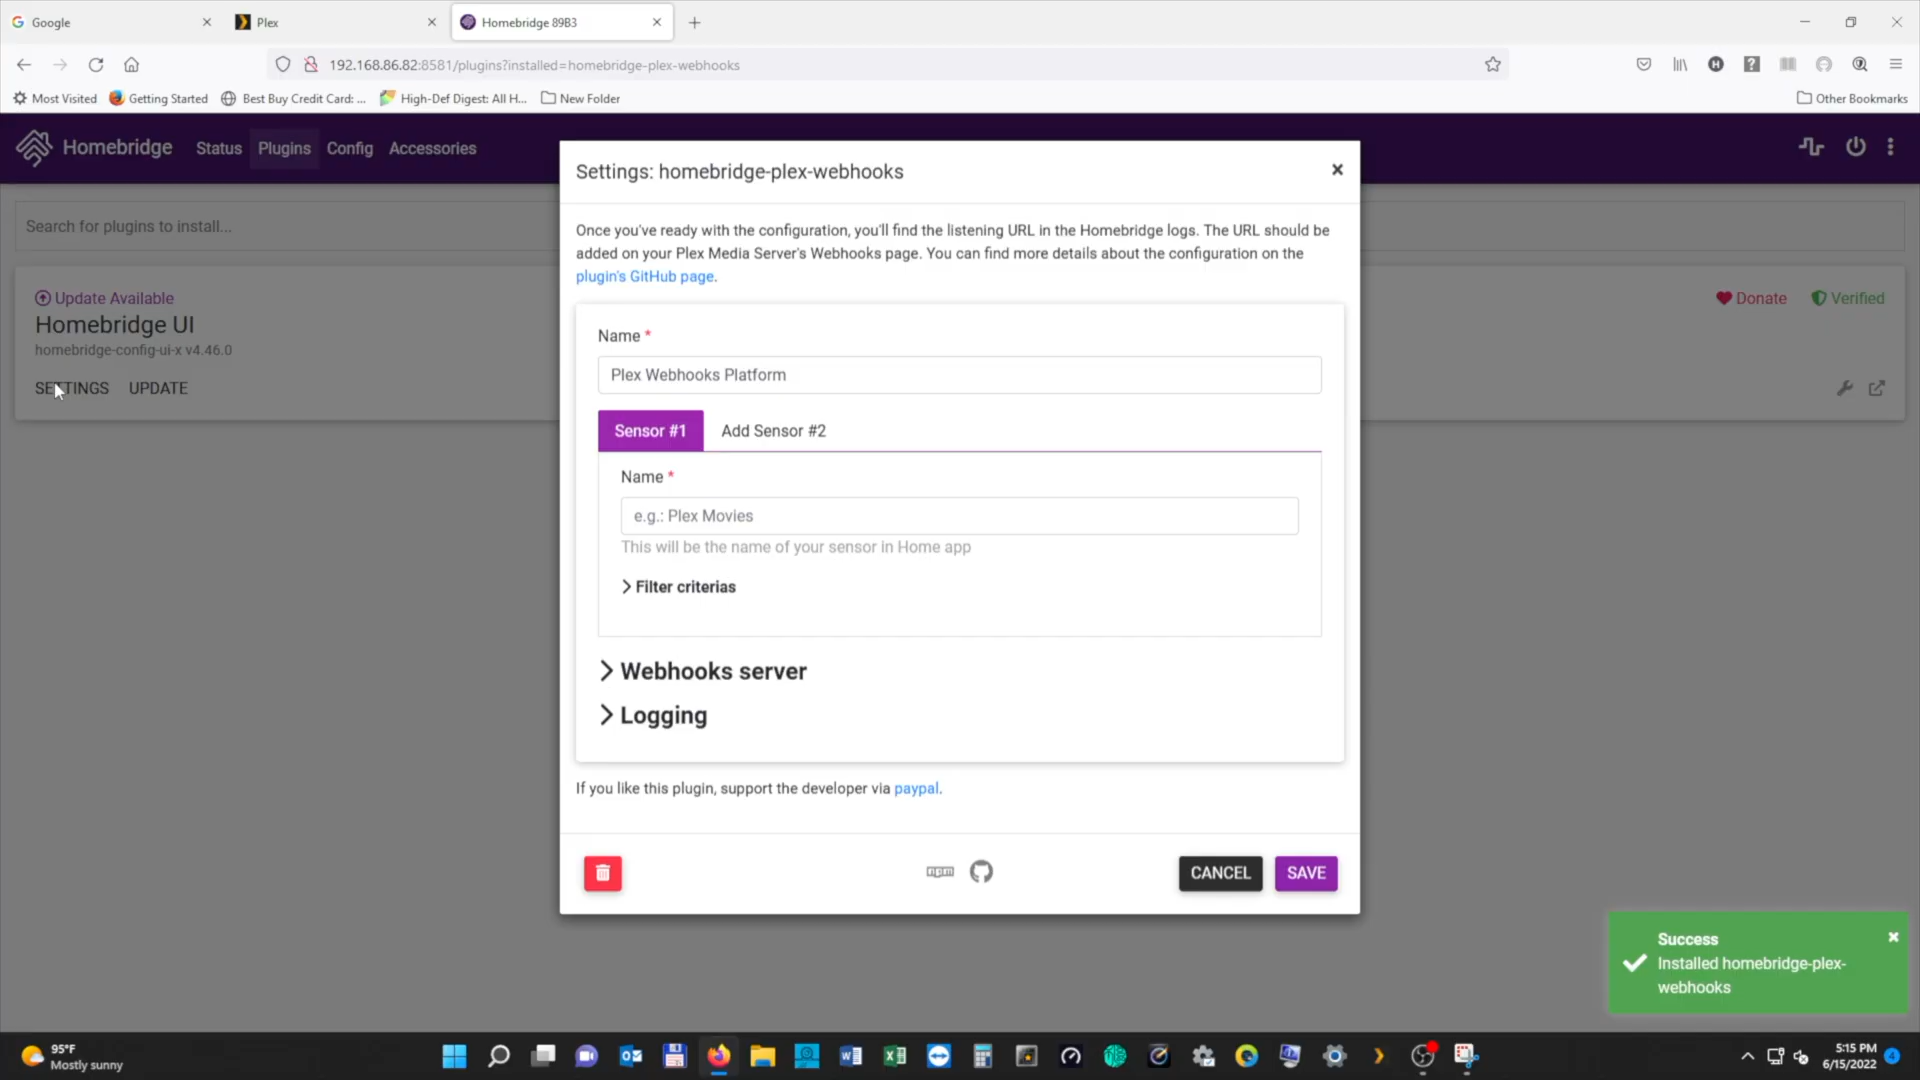 Google
Plex
Homebridge 89B3
192.168.86.82:8581/plugins?installed=homebridge-plex-webhooks
Most Visited
Getting Started
Best Buy Credit Card: ...
High-Def Digest: All H...
New Folder
Other Bookmarks
Homebridge
Status
Plugins
Config
Accessories
Search for plugins to install...
Update Available
Homebridge UI
homebridge-config-ui-x v4.46.0
SETTINGS
UPDATE
Donate
Verified
Settings: homebridge-plex-webhooks
Once you've ready with the configuration, you'll find the listening URL in the Homebridge logs. The URL should be
added on your Plex Media Server's Webhooks page. You can find more details about the configuration on the
plugin's GitHub page.
Name *
Plex Webhooks Platform
Sensor #1
Add Sensor #2
Name *
e.g.: Plex Movies
This will be the name of your sensor in Home app
Filter criterias
Webhooks server
Logging
If you like this plugin, support the developer via paypal.
npm
CANCEL
SAVE
Success
Installed homebridge-plex-
webhooks
95°F
Mostly sunny
5:15 PM
6/15/2022
4